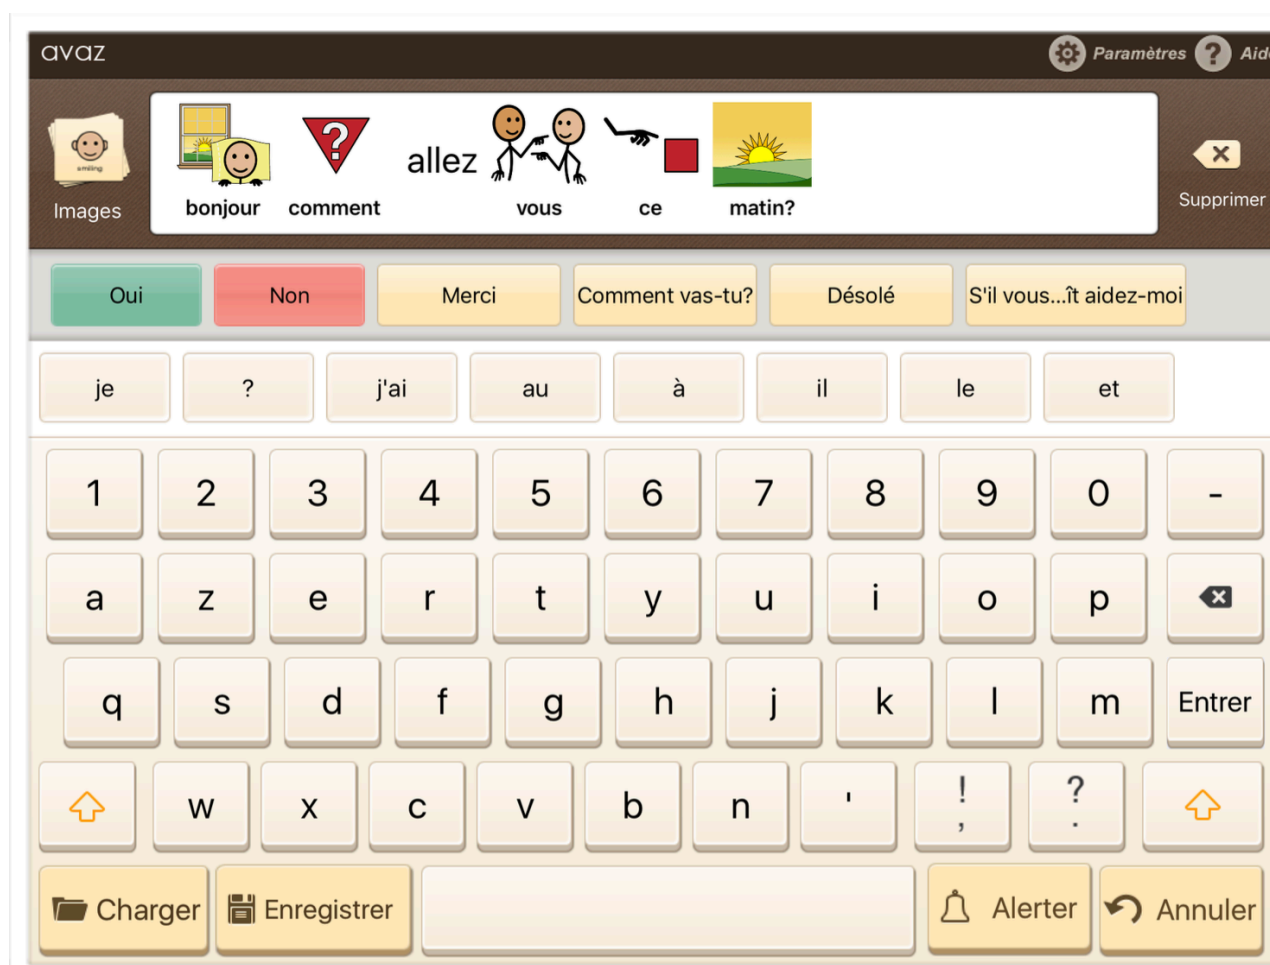 avaz Paramètres ? Aide
smiling
Images
allez
bonjour comment vous ce matin?
Supprimer
Oui Non Merci Comment vas-tu? Désolé S'il vous...ît aidez-moi
je ? j'ai au à il le et
1 2 3 4 5 6 7 8 9 0 -
a z e r t y u i o p
q s d f g h j k l m Entrer
w x c v b n ' ! , ? .
Charger Enregistrer Alerter Annuler